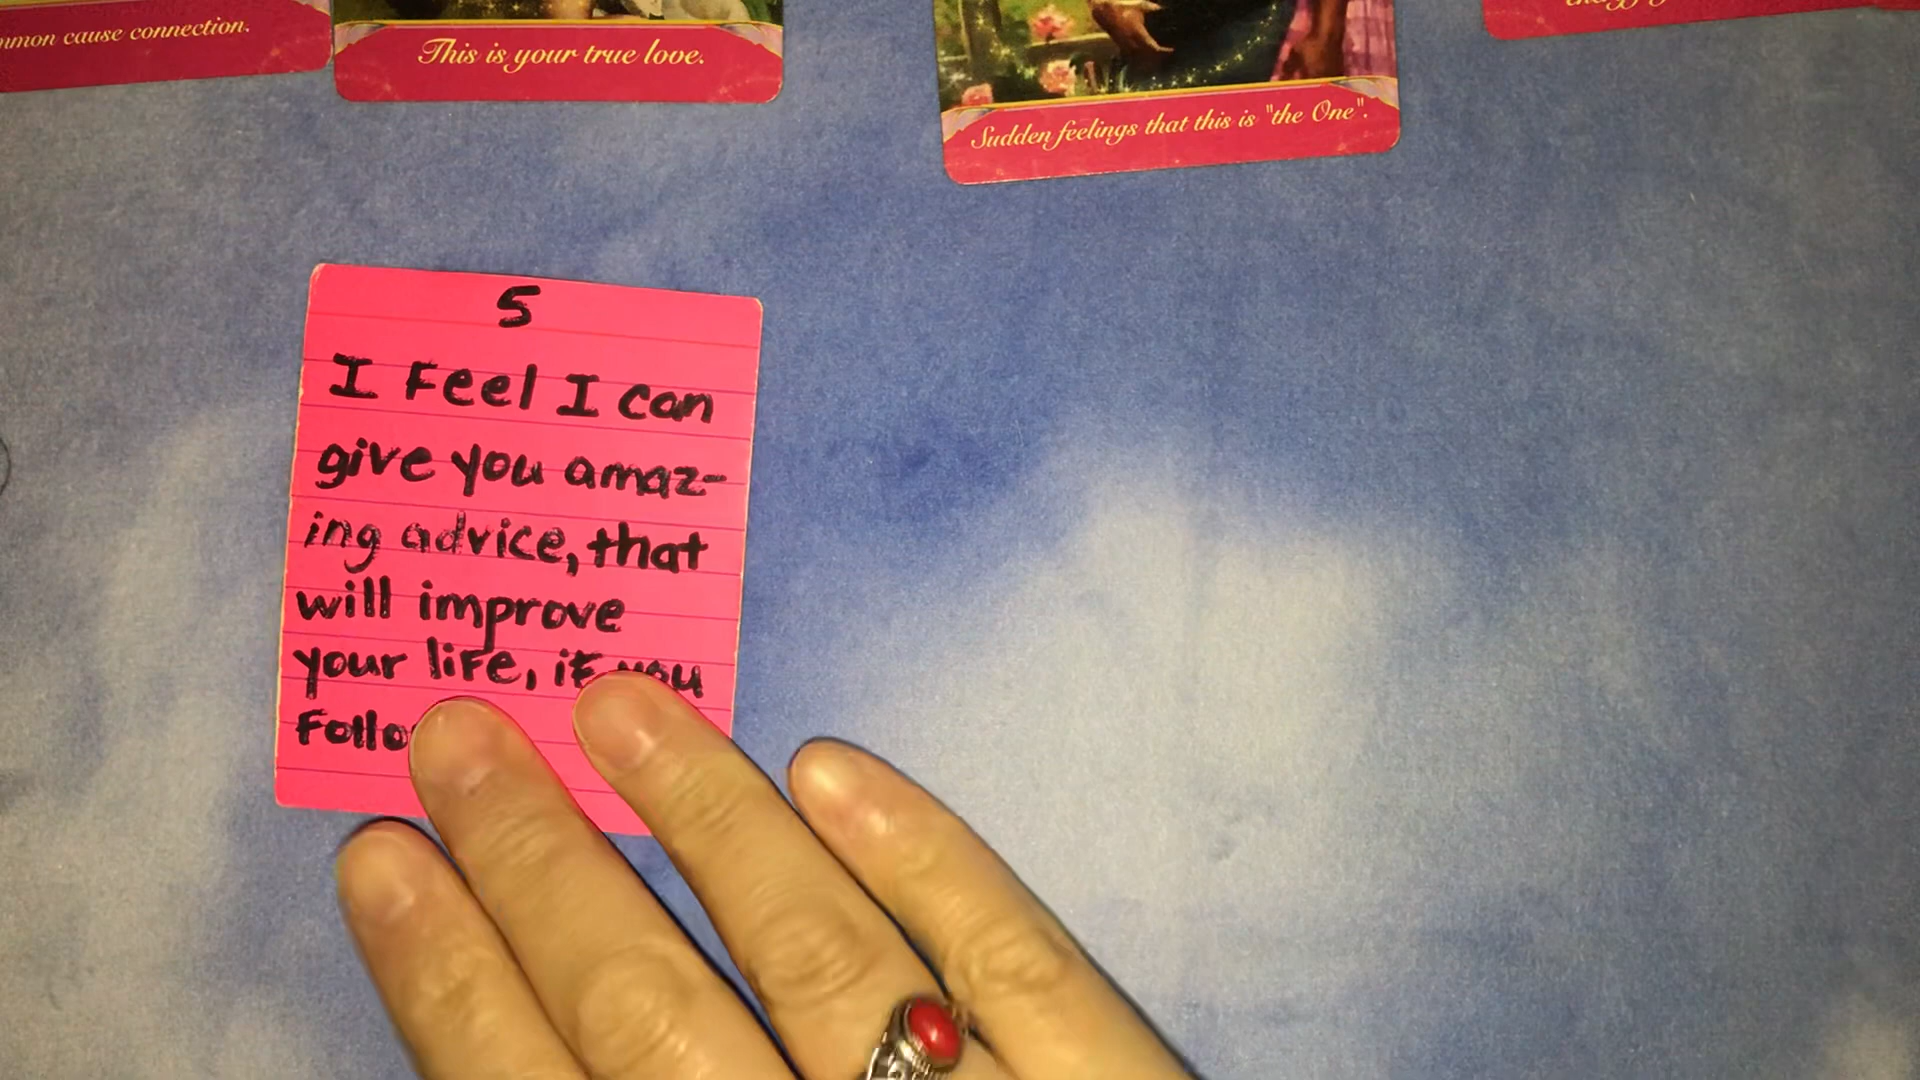 mmon cause connection.
This is your true love.
Sudden feelings that this is "the One".
5
I Feel I can
give you amaz-
ing advice, that
will improve
your life, if you
Follo